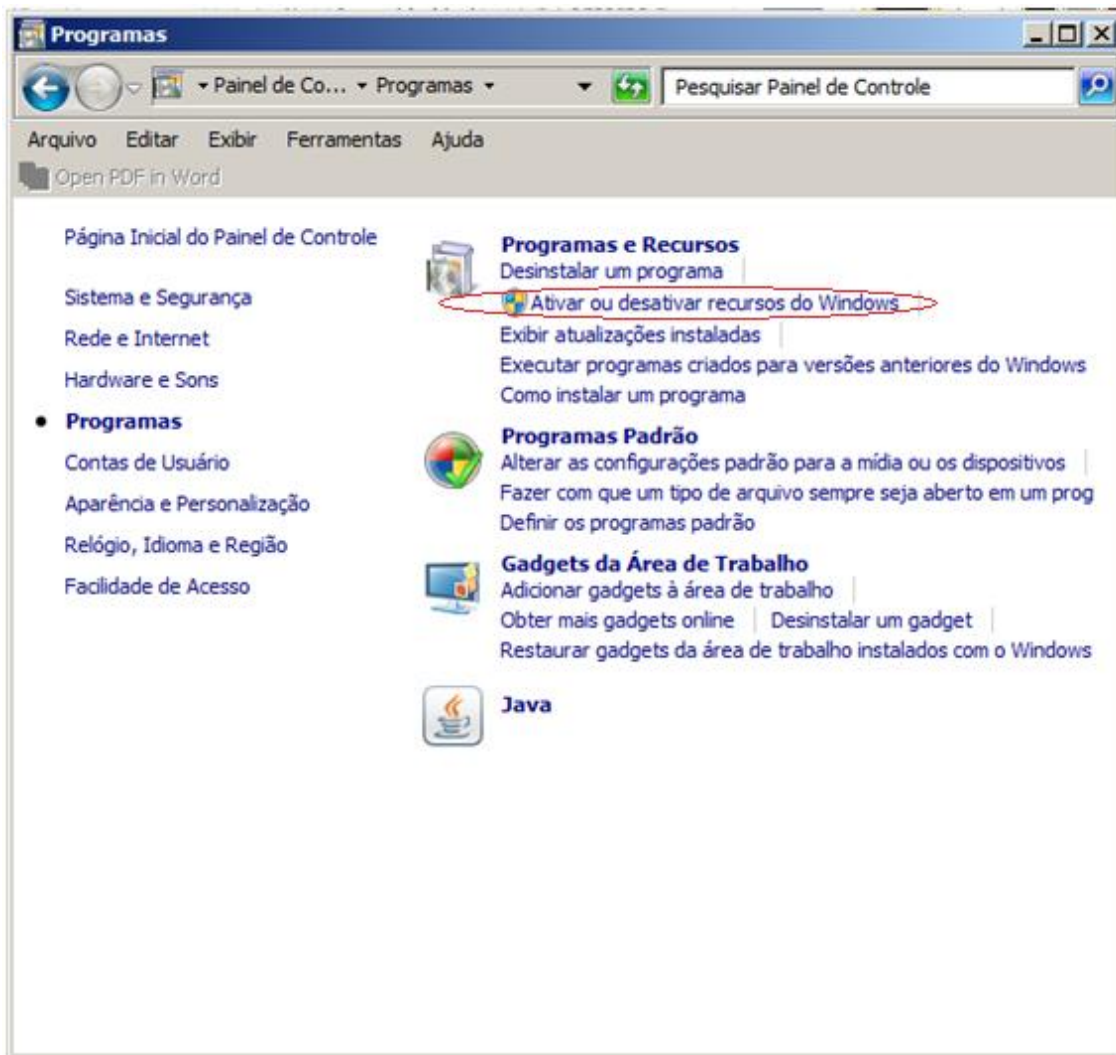 Programas
Painel de Co... Programas
Pesquisar Painel de Controle
Arquivo Editar Exibir Ferramentas Ajuda
Open PDF in Word
Página Inicial do Painel de Controle
Sistema e Segurança
Rede e Internet
Hardware e Sons
Programas
Contas de Usuário
Aparência e Personalização
Relógio, Idioma e Região
Facilidade de Acesso
Programas e Recursos
Desinstalar um programa
Ativar ou desativar recursos do Windows
Exibir atualizações instaladas
Executar programas criados para versões anteriores do Windows
Como instalar um programa
Programas Padrão
Alterar as configurações padrão para a mídia ou os dispositivos
Fazer com que um tipo de arquivo sempre seja aberto em um prog
Definir os programas padrão
Gadgets da Área de Trabalho
Adicionar gadgets à área de trabalho
Obter mais gadgets online Desinstalar um gadget
Restaurar gadgets da área de trabalho instalados com o Windows
Java